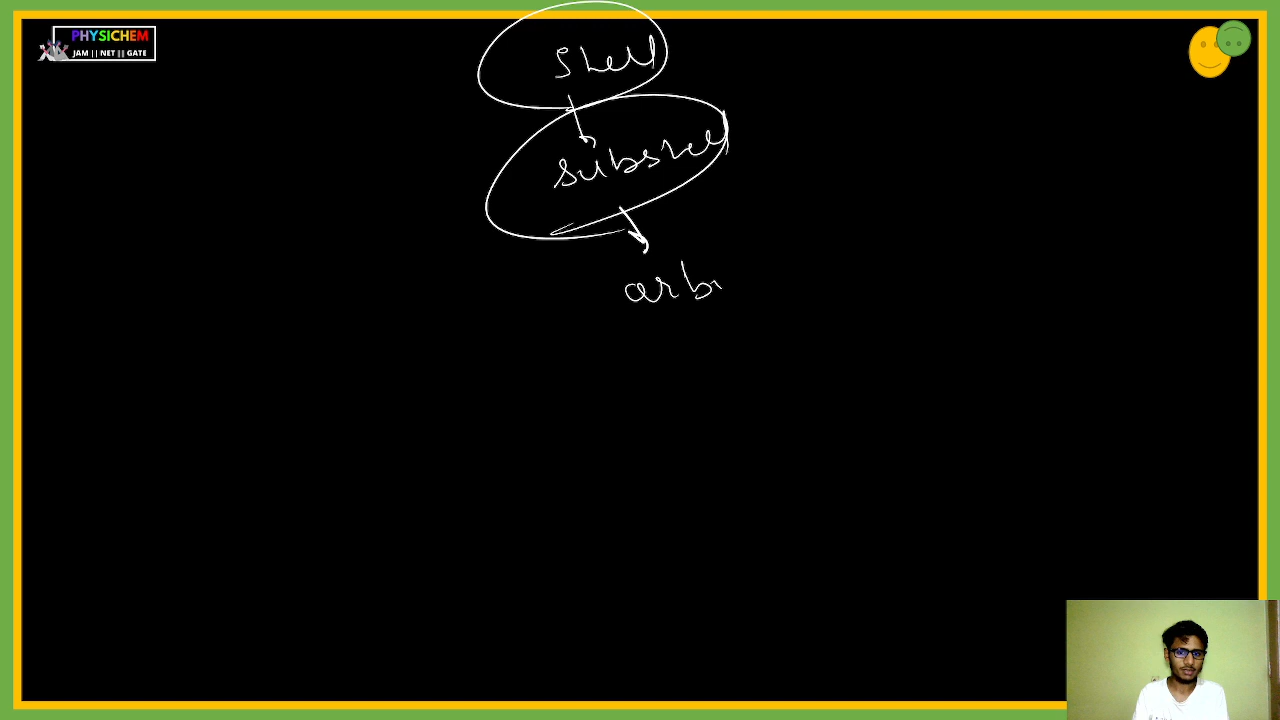 PHYSICHEM
JAM || NET || GATE
Shell
subshell
orbi